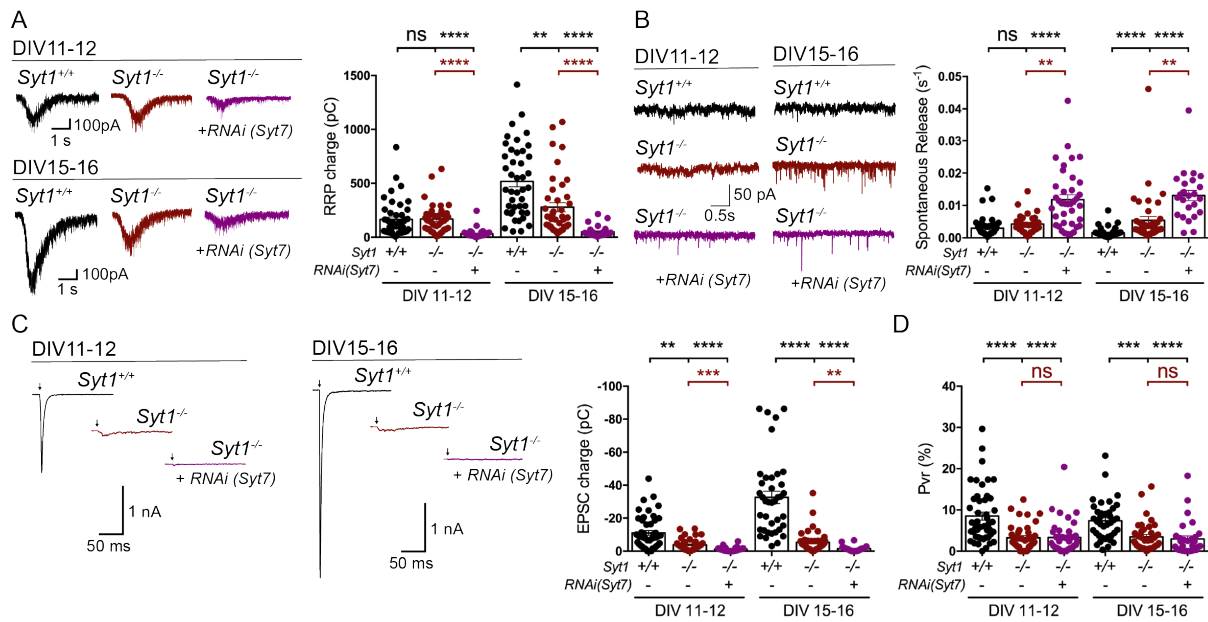 A
DIV11-12
Syt1+/+ Syt1-/- Syt1-/-
100pA
1 s
+RNAi (Syt7)
DIV15-16
Syt1+/+ Syt1-/- Syt1-/-
+RNAi (Syt7)
100pA
1 s
ns **** ** ****
**** ****
RRP charge (pC)
1500
1000
500
0
Syt1 +/+ -/- -/- +/+ -/- -/-
RNAi(Syt7) - - + - - +
DIV 11-12 DIV 15-16
B
DIV11-12 DIV15-16
Syt1+/+ Syt1+/+
Syt1-/- Syt1-/-
50 pA
0.5s
Syt1-/- Syt1-/-
+RNAi (Syt7) +RNAi (Syt7)
ns **** **** ****
** **
Spontaneous Release (s-1)
0.05
0.04
0.03
0.02
0.01
0.00
Syt1 +/+ -/- -/- +/+ -/- -/-
RNAi(Syt7) - - + - - +
DIV 11-12 DIV 15-16
C
DIV11-12
Syt1+/+
Syt1-/-
Syt1-/-
+ RNAi (Syt7)
1 nA
50 ms
DIV15-16
Syt1+/+
Syt1-/-
Syt1-/-
+ RNAi (Syt7)
1 nA
50 ms
** **** **** ****
*** **
EPSC charge (pC)
-100
-80
-60
-40
-20
0
Syt1 +/+ -/- -/- +/+ -/- -/-
RNAi(Syt7) - - + - - +
DIV 11-12 DIV 15-16
D
**** **** *** ****
ns ns
Pvr (%)
40
30
20
10
0
Syt1 +/+ -/- -/- +/+ -/- -/-
RNAi(Syt7) - - + - - +
DIV 11-12 DIV 15-16